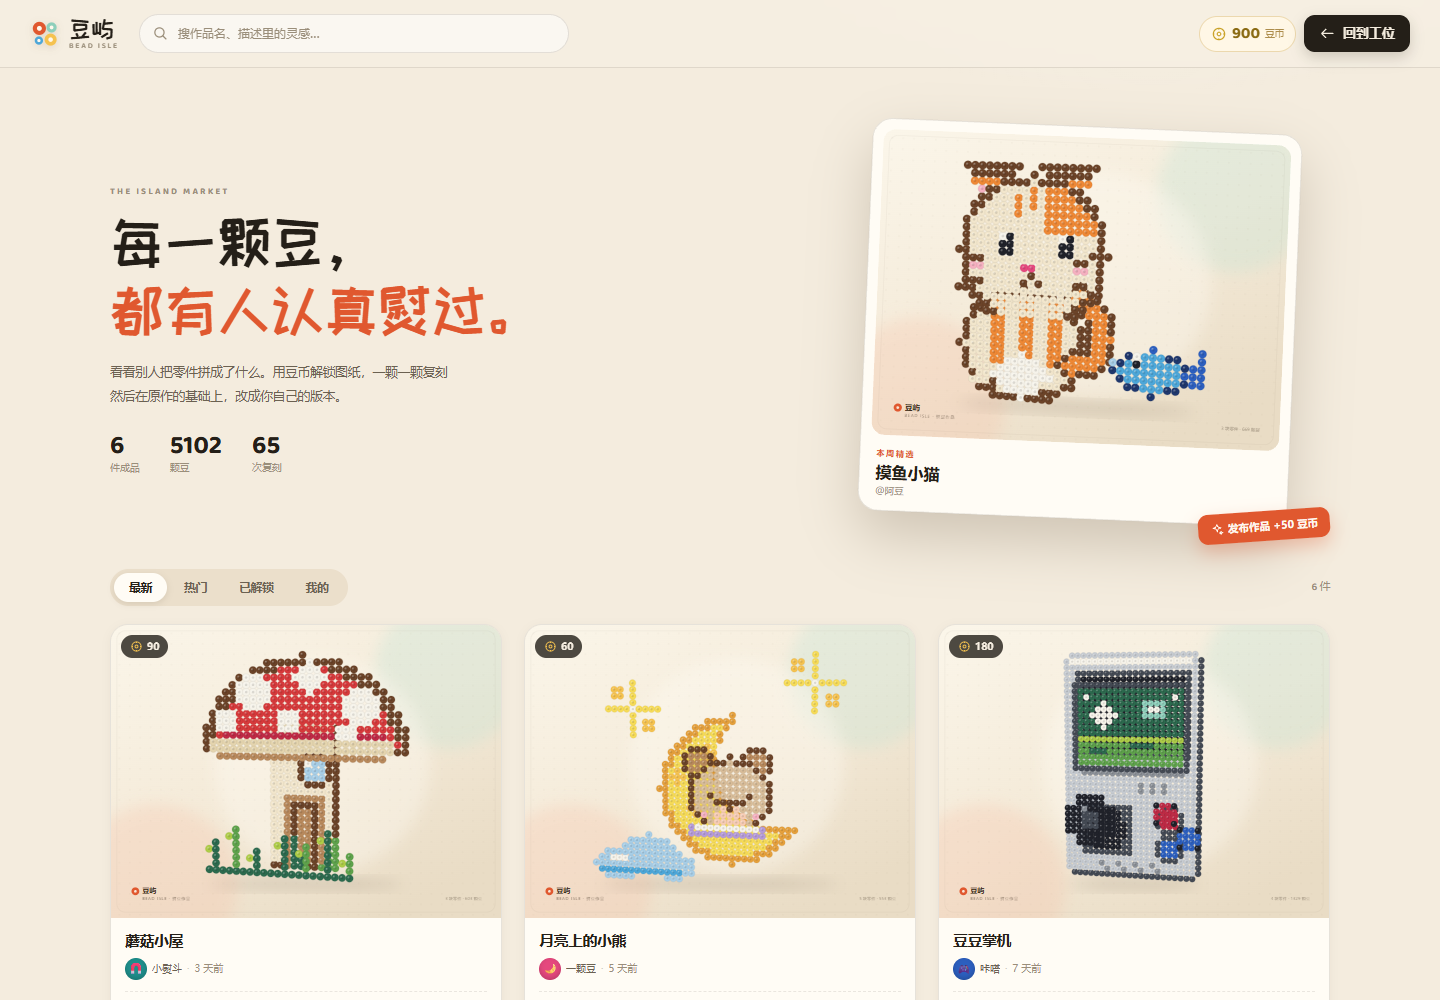 豆屿
BEAD ISLE
搜作品名、描述里的灵感...
900 豆币
回到工位
THE ISLAND MARKET
每一颗豆，
都有人认真熨过。
看看别人把零件拼成了什么。用豆币解锁图纸，一颗一颗复刻
然后在原作的基础上，改成你自己的版本。
6
件成品
5102
颗豆
65
次复刻
豆屿
本周精选
摸鱼小猫
@阿豆
发布作品 +50 豆币
最新
热门
已解锁
我的
6 件
90
豆屿
蘑菇小屋
小熨斗 · 3 天前
60
豆屿
月亮上的小熊
一颗豆 · 5 天前
180
豆屿
豆豆掌机
咔嗒 · 7 天前